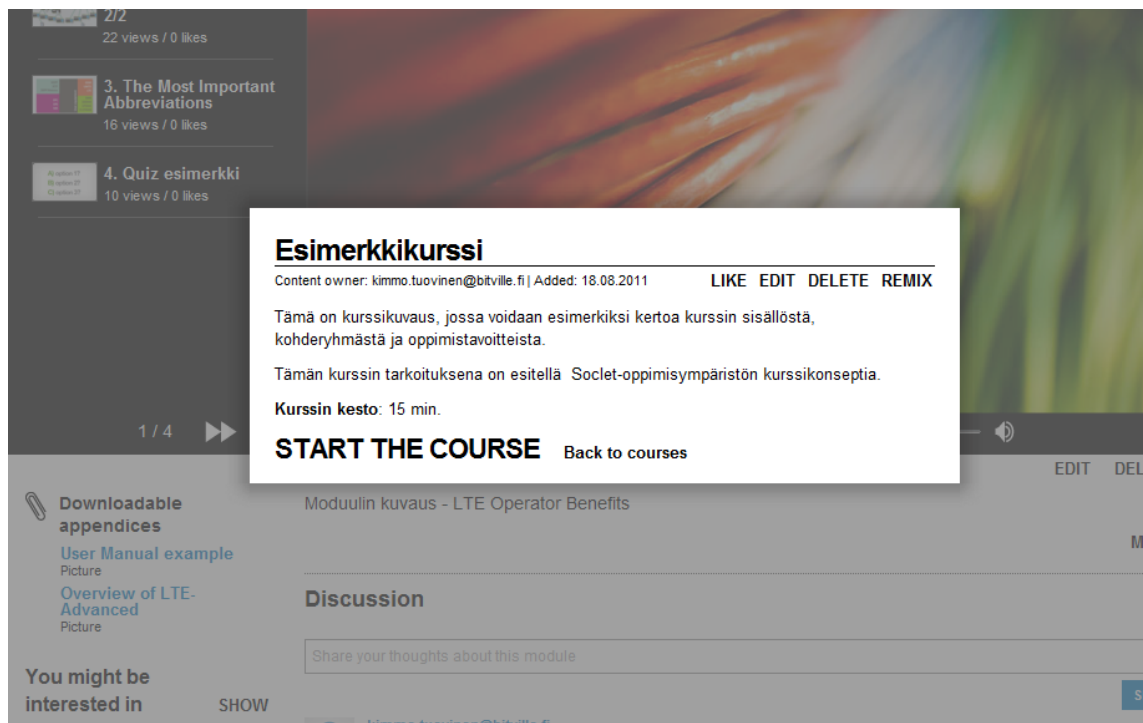 2/2
22 views / 0 likes
3. The Most Important
Abbreviations
16 views / 0 likes
4. Quiz esimerkki
10 views / 0 likes
Esimerkkikurssi
Content owner: kimmo.tuovinen@bitville.fi | Added: 18.08.2011 LIKE EDIT DELETE REMIX
Tämä on kurssikuvaus, jossa voidaan esimerkiksi kertoa kurssin sisällöstä,
kohderyhmästä ja oppimistavoitteista.
Tämän kurssin tarkoituksena on esitellä Soclet-oppimisympäristön kurssikonseptia.
Kurssin kesto: 15 min.
START THE COURSE Back to courses
1 / 4
EDIT DEL
Downloadable
appendices
User Manual example
Picture
Overview of LTE-
Advanced
Picture
You might be
interested in SHOW
Moduulin kuvaus - LTE Operator Benefits
M
Discussion
Share your thoughts about this module
S
kimmo.tuovinen@bitville.fi